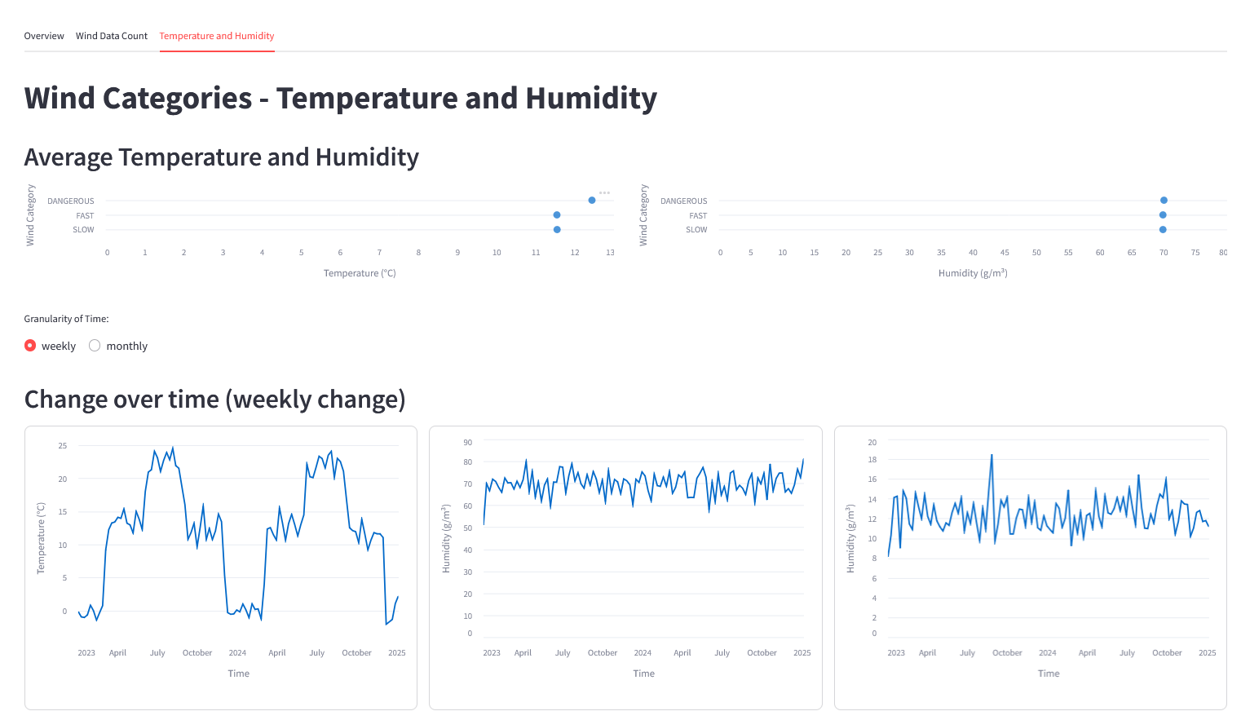 Overview Wind Data Count Temperature and Humidity
Wind Categories - Temperature and Humidity
Average Temperature and Humidity
Wind Category
DANGEROUS
FAST
SLOW
0 1 2 3 4 5 6 7 8 9 10 11 12 13
Temperature (°C)
Wind Category
DANGEROUS
FAST
SLOW
0 5 10 15 20 25 30 35 40 45 50 55 60 65 70 75 80
Humidity (g/m³)
Granularity of Time:
weekly monthly
Change over time (weekly change)
Temperature (°C)
25
20
15
10
5
0
2023 April July October 2024 April July October 2025
Time
Humidity (g/m³)
90
80
70
60
50
40
30
20
10
0
2023 April July October 2024 April July October 2025
Time
Humidity (g/m³)
20
18
16
14
12
10
8
6
4
2
0
2023 April July October 2024 April July October 2025
Time